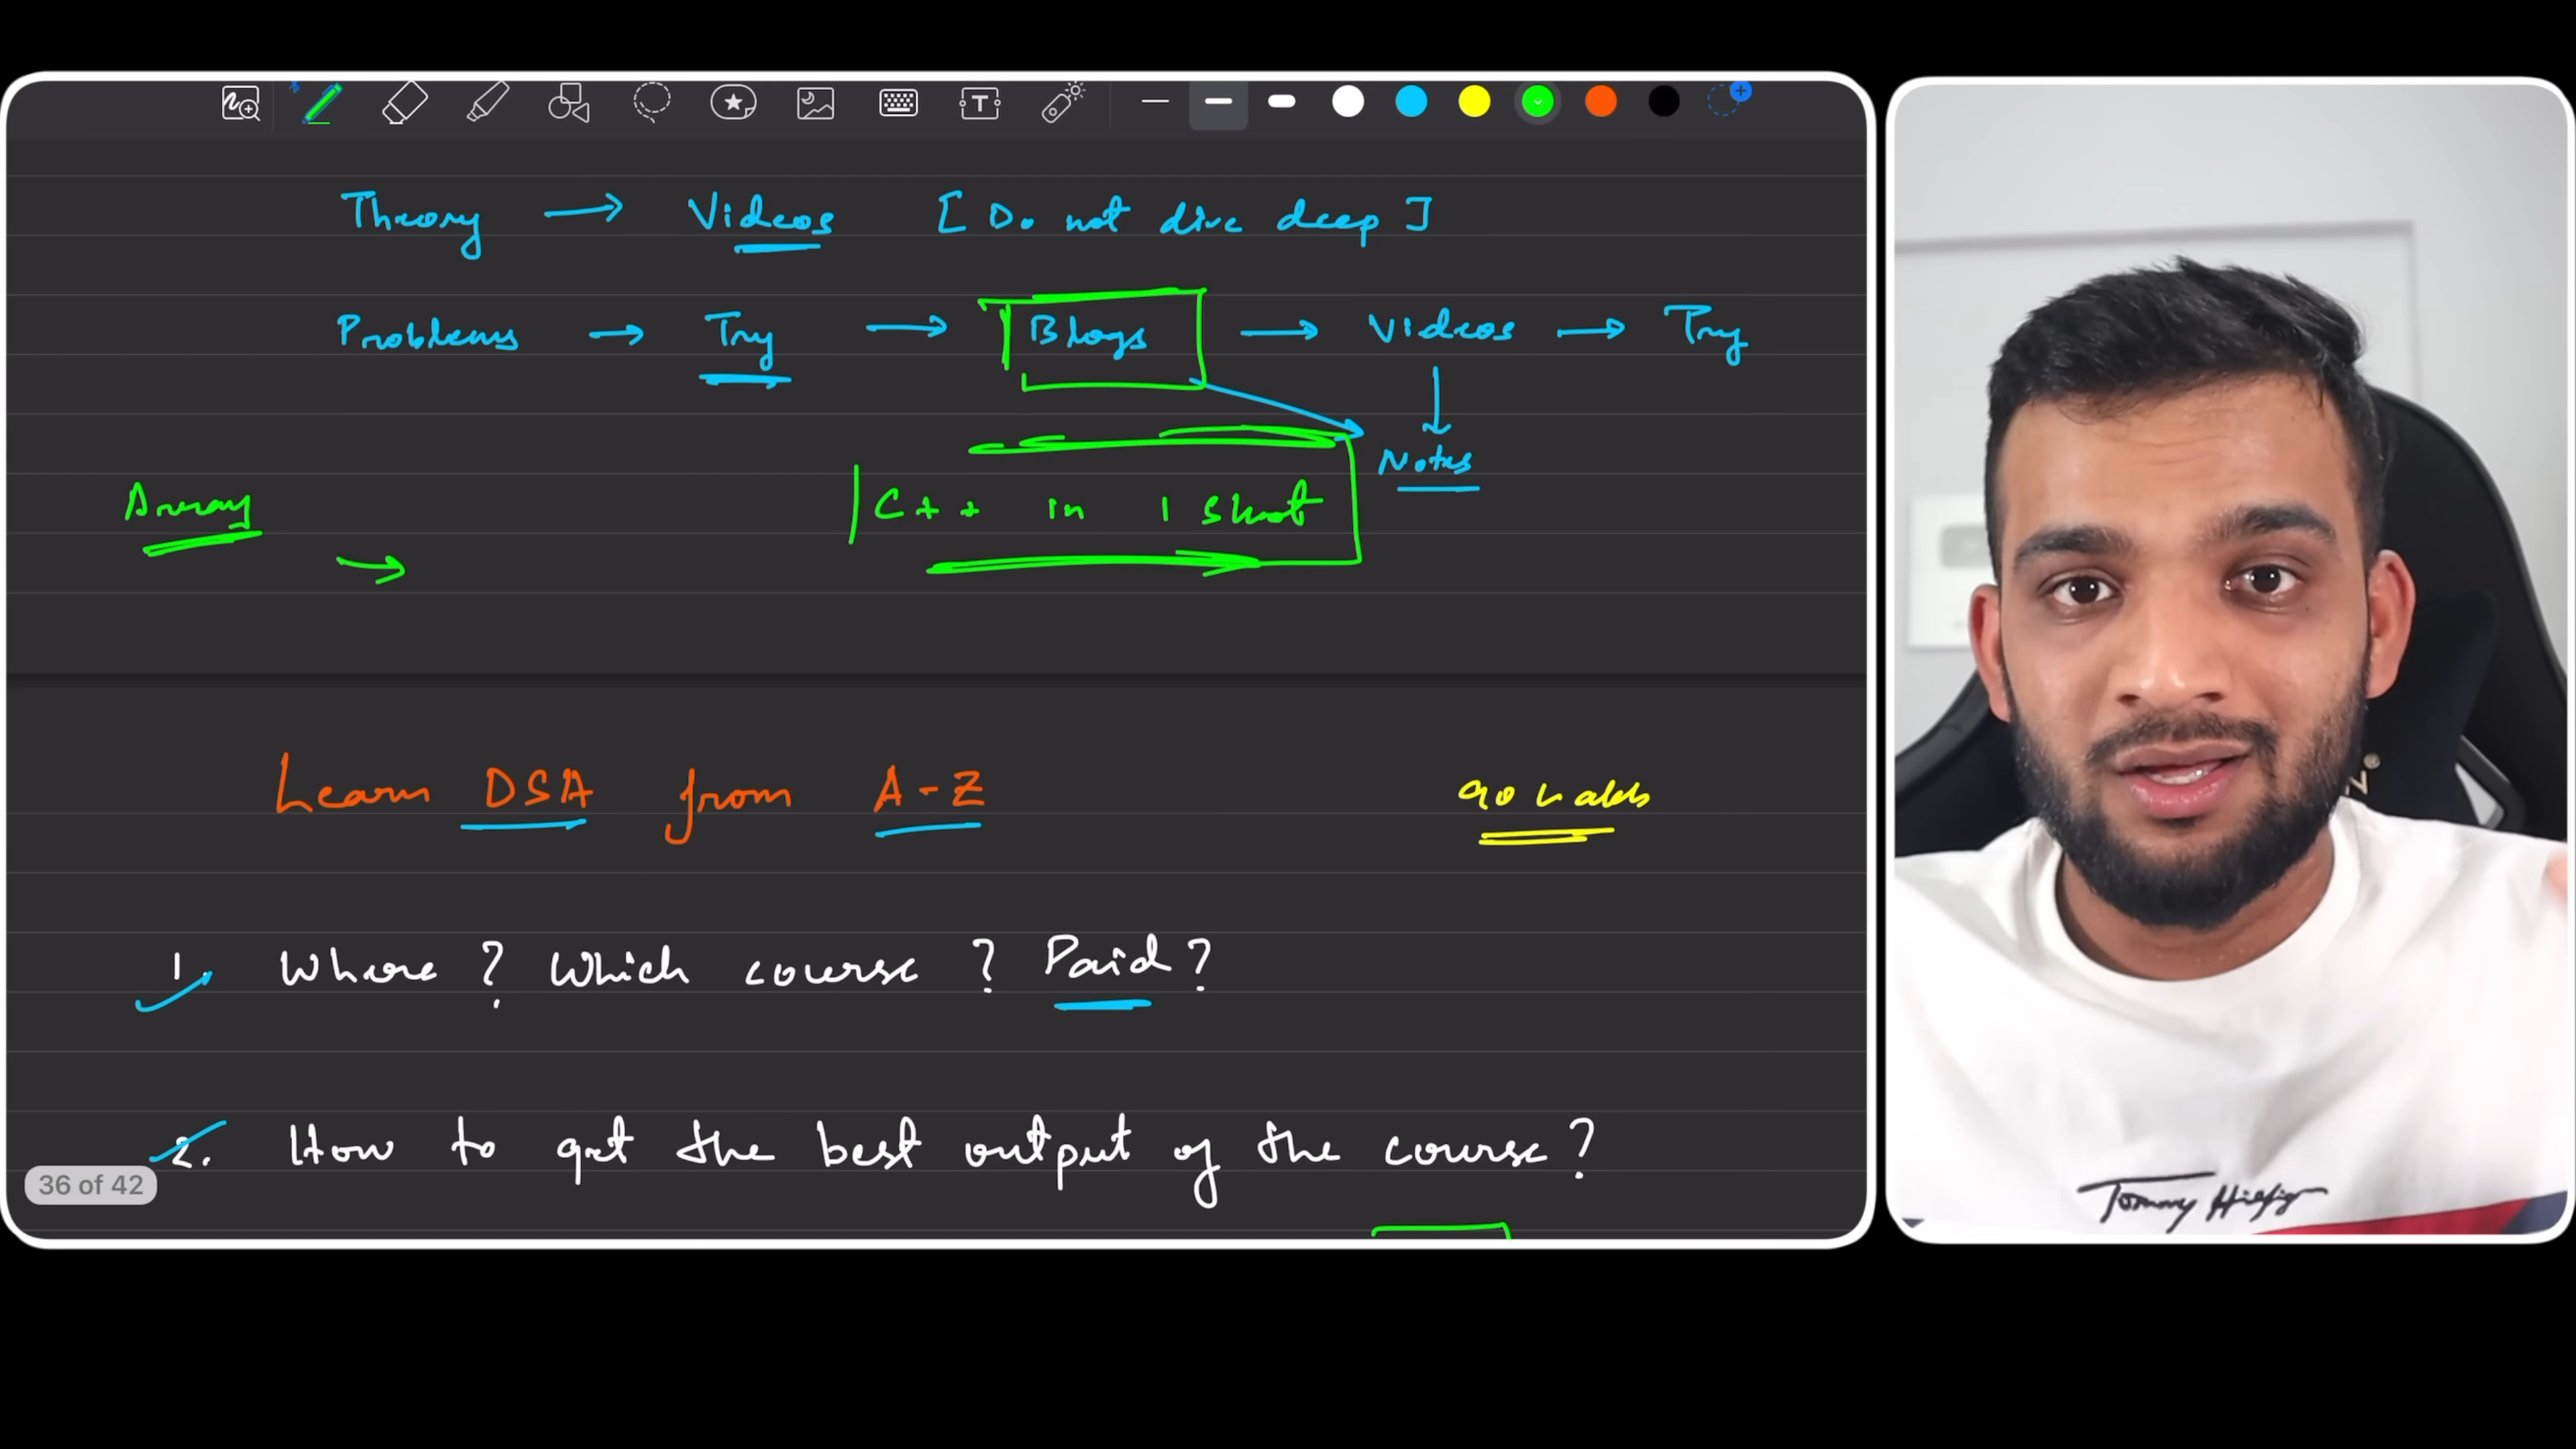 Theory → Videos [Do not dive deep]
Problems → Try → Blogs → Videos → Try
Notes
Array → C++ in 1 shot
Learn DSA from A-Z
1. Where? Which course? Paid?
2. How to get the best output of the course?
36 of 42
Tommy Hilfiger